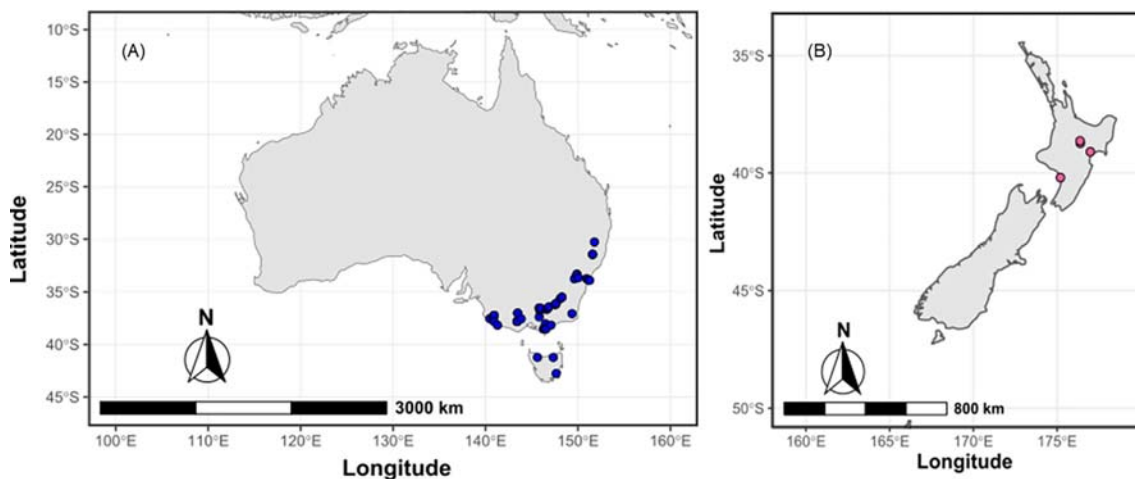 (A)
10°S
15°S
20°S
25°S
30°S
35°S
40°S
45°S
Latitude
N
3000 km
100°E
110°E
120°E
130°E
140°E
150°E
160°E
Longitude
(B)
35°S
40°S
45°S
50°S
Latitude
N
800 km
160°E
165°E
170°E
175°E
Longitude